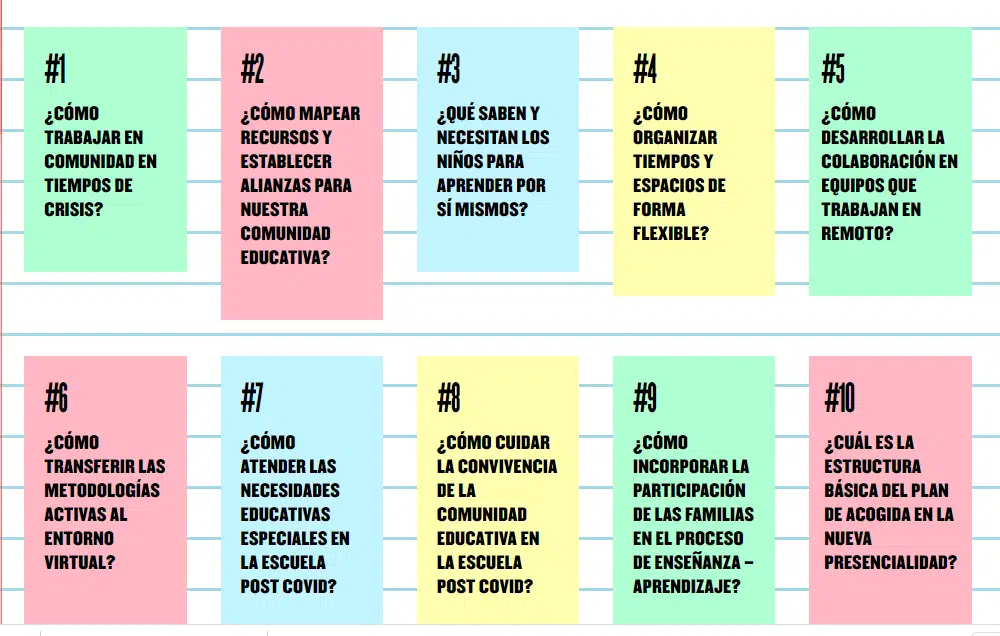 #1
¿CÓMO
TRABAJAR EN
COMUNIDAD EN
TIEMPOS DE
CRISIS?
#2
¿CÓMO MAPEAR
RECURSOS Y
ESTABLECER
ALIANZAS PARA
NUESTRA
COMUNIDAD
EDUCATIVA?
#3
¿QUÉ SABEN Y
NECESITAN LOS
NIÑOS PARA
APRENDER POR
SÍ MISMOS?
#4
¿CÓMO
ORGANIZAR
TIEMPOS Y
ESPACIOS DE
FORMA
FLEXIBLE?
#5
¿CÓMO
DESARROLLAR LA
COLABORACIÓN EN
EQUIPOS QUE
TRABAJAN EN
REMOTO?
#6
¿CÓMO
TRANSFERIR LAS
METODOLOGÍAS
ACTIVAS AL
ENTORNO
VIRTUAL?
#7
¿CÓMO
ATENDER LAS
NECESIDADES
EDUCATIVAS
ESPECIALES EN
LA ESCUELA
POST COVID?
#8
¿CÓMO CUIDAR
LA CONVIVENCIA
DE LA
COMUNIDAD
EDUCATIVA EN
LA ESCUELA
POST COVID?
#9
¿CÓMO
INCORPORAR LA
PARTICIPACIÓN
DE LAS FAMILIAS
EN EL PROCESO
DE ENSEÑANZA –
APRENDIZAJE?
#10
¿CUÁL ES LA
ESTRUCTURA
BÁSICA DEL PLAN
DE ACOGIDA EN LA
NUEVA
PRESENCIALIDAD?